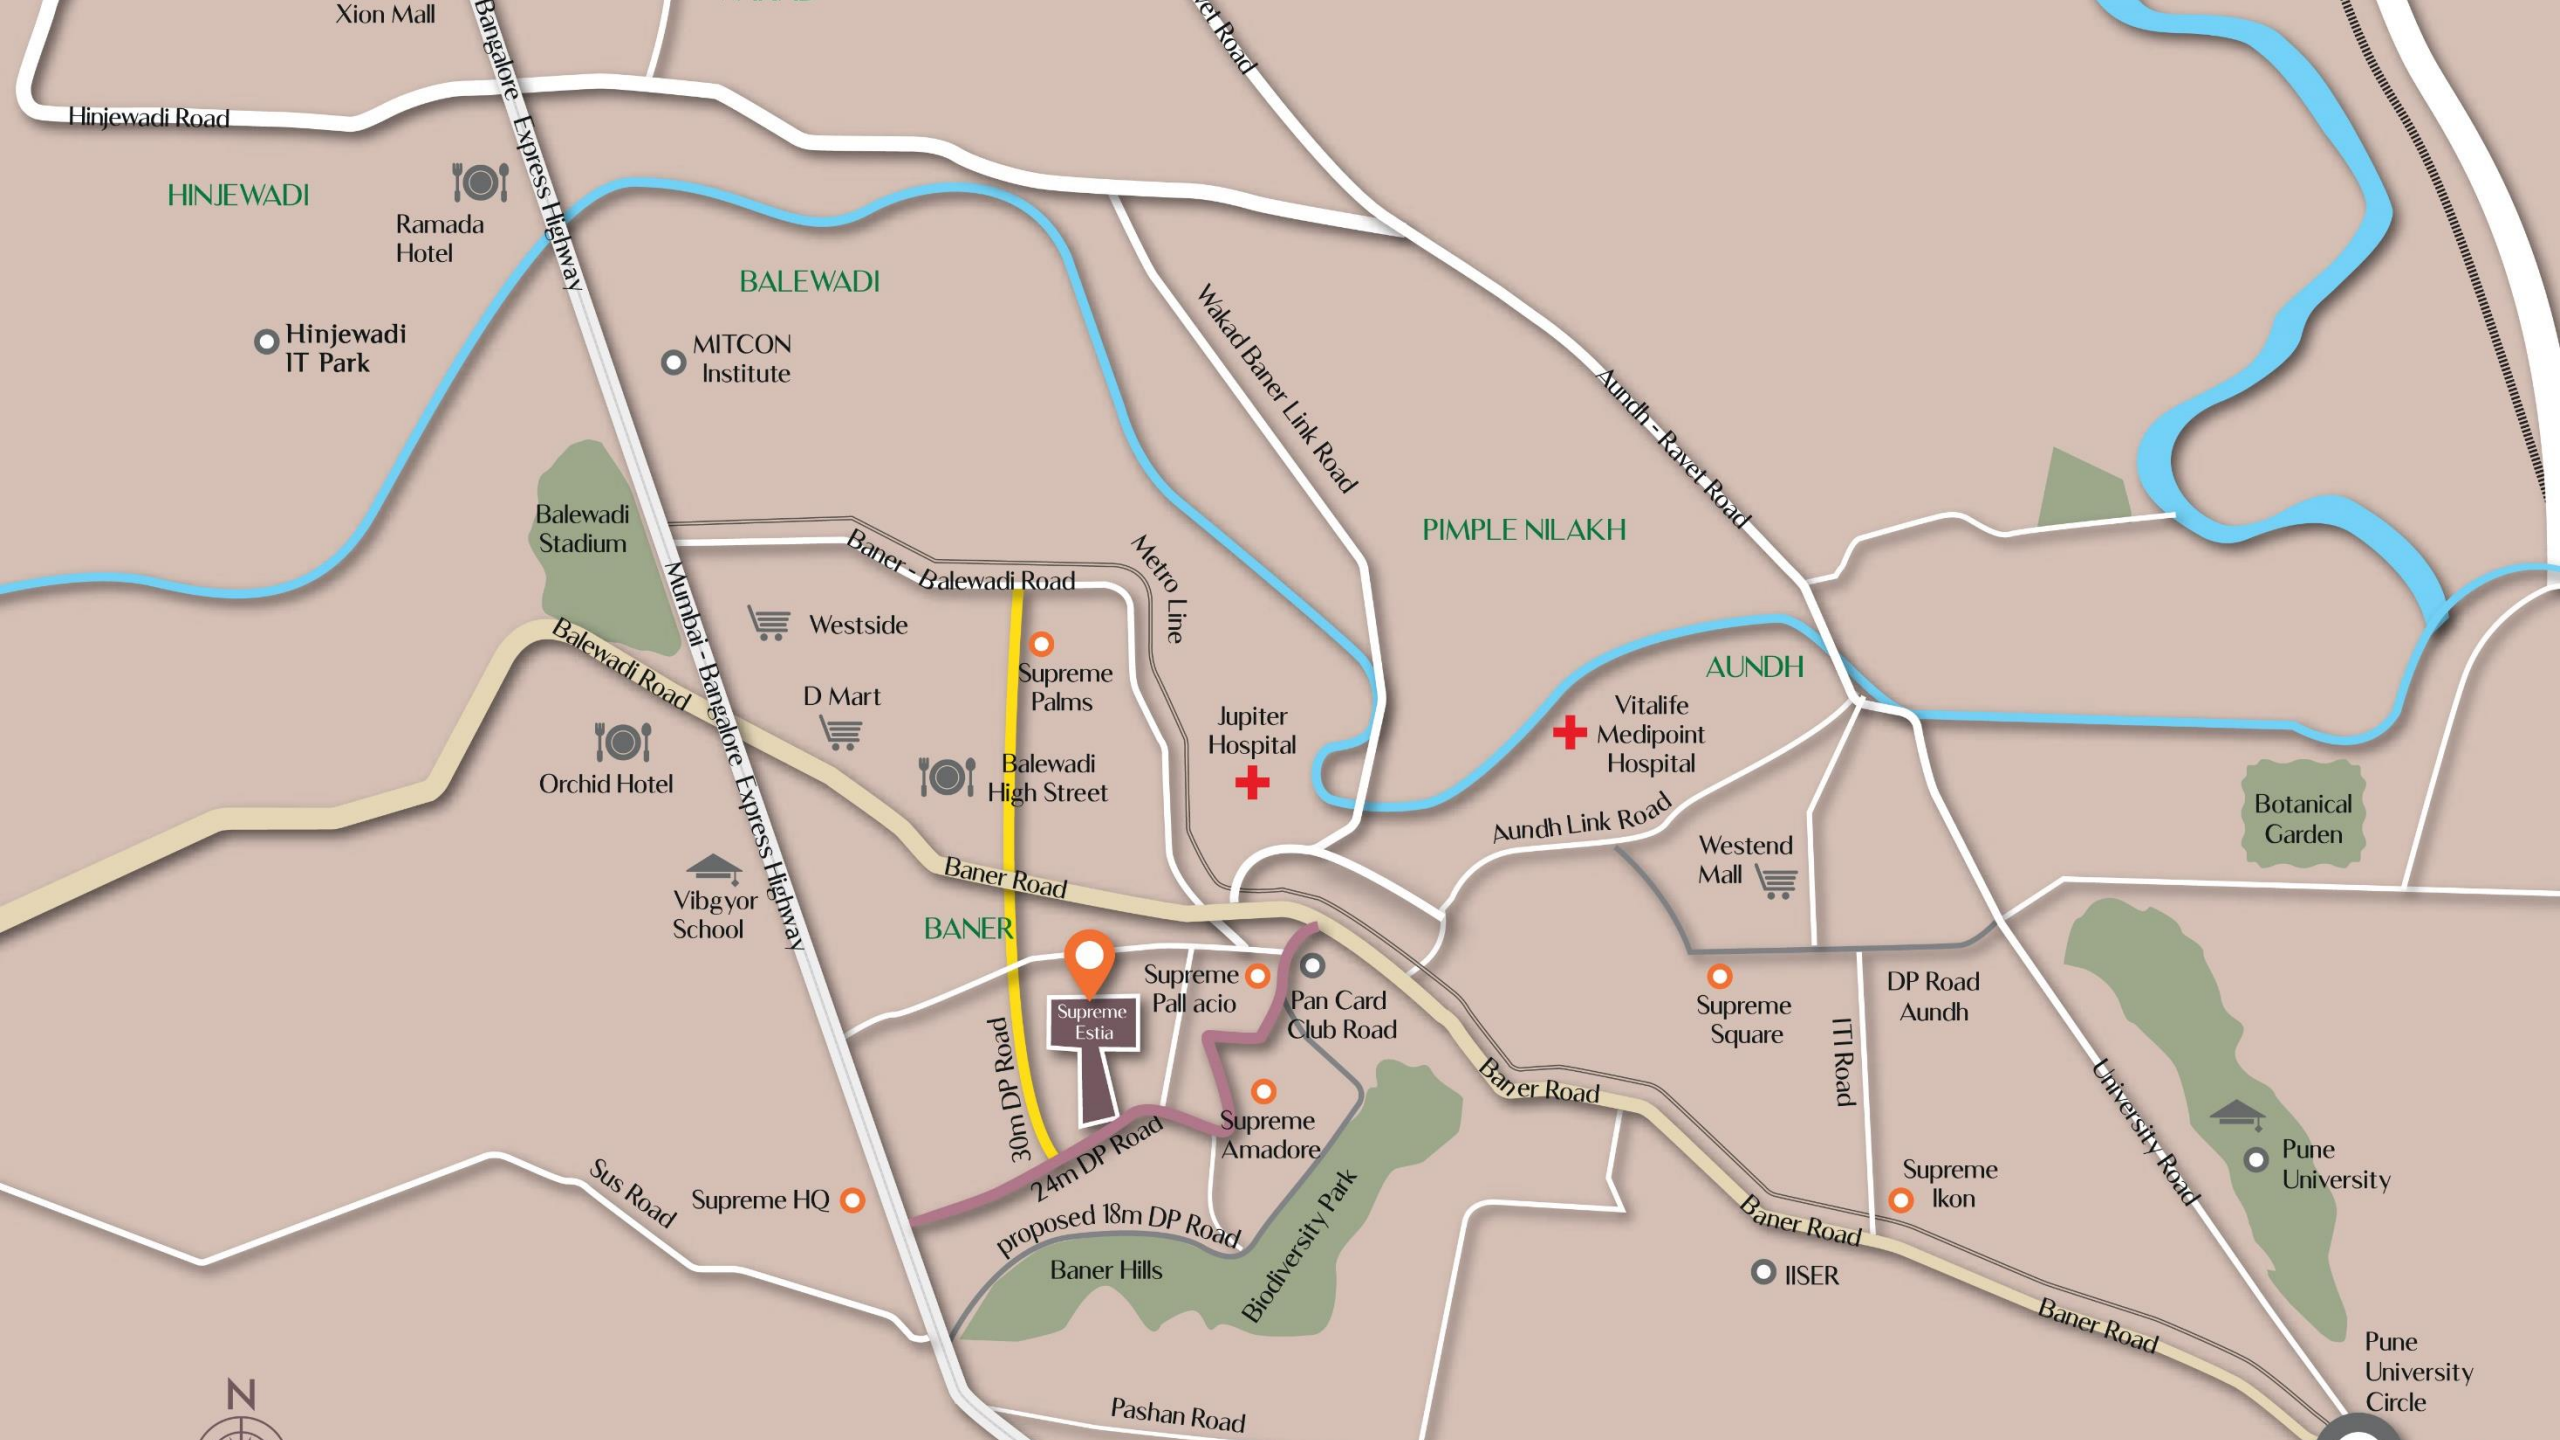 Xion Mall
Bangalore Express Highway
Hinjewadi Road
HINJEWADI
Ramada
Hotel
BALEWADI
Hinjewadi
IT Park
MITCON
Institute
Wakad Baner Link Road
Aundh - Ravet Road
Balewadi
Stadium
PIMPLE NILAKH
Baner - Balewadi Road
Metro Line
Mumbai - Bangalore Express Highway
Westside
Balewadi Road
Supreme
Palms
D Mart
AUNDH
Jupiter
Hospital
Vitalife
Medipoint
Hospital
Orchid Hotel
Balewadi
High Street
Aundh Link Road
Westend
Mall
Botanical
Garden
Baner Road
Vibgyor
School
BANER
Supreme
Pall acio
Pan Card
Club Road
Supreme
Estia
Supreme
Square
DP Road
Aundh
ITI Road
30m DP Road
24m DP Road
Supreme
Amadore
Baner Road
University Road
Pune
University
Sus Road
Supreme HQ
Supreme
Ikon
proposed 18m DP Road
Baner Hills
Biodiversity Park
Baner Road
IISER
Baner Road
Pune
University
Circle
Pashan Road
N